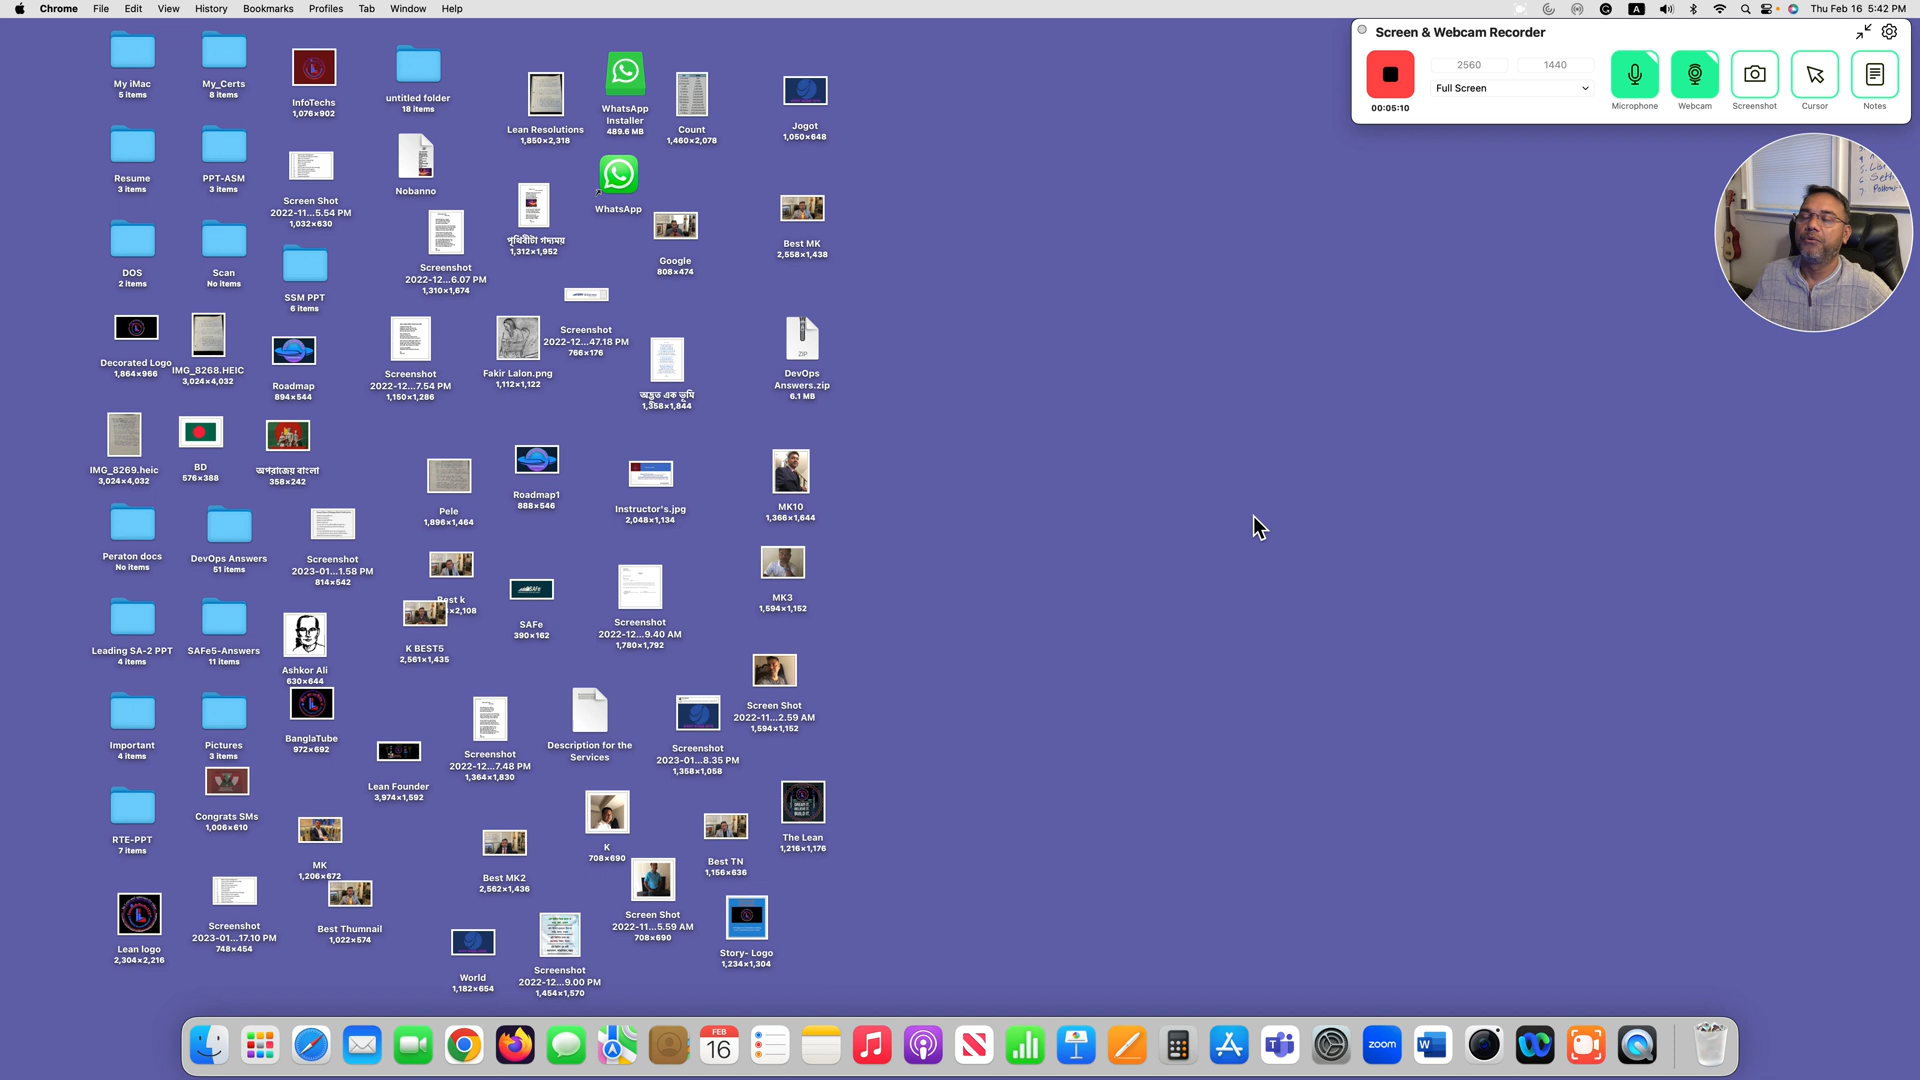 Chrome File Edit View History Bookmarks Profiles Tab Window Help
A
Thu Feb 16 5:42 PM
Screen & Webcam Recorder
2560
1440
Full Screen
00:05:10
Microphone
Webcam
Screenshot
Cursor
Notes
My iMac
5 items
My_Certs
8 items
InfoTechs
1,076×902
untitled folder
18 items
Lean Resolutions
1,850×2,318
WhatsApp
Installer
489.6 MB
Count
1,460×2,078
Jogot
1,050×648
Resume
3 items
PPT-ASM
3 items
Screen Shot
2022-11...5.54 PM
1,032×630
Nobanno
পৃথিবীটা গদ্যময়
1,312×1,952
WhatsApp
Google
808×474
Best MK
2,558×1,438
DOS
2 items
Scan
No items
SSM PPT
6 items
Screenshot
2022-12...6.07 PM
1,310×1,674
Decorated Logo
1,864×966
IMG_8268.HEIC
3,024×4,032
Roadmap
894×544
Screenshot
2022-12...7.54 PM
1,150×1,286
Fakir Lalon.png
1,112×1,122
Screenshot
2022-12...47.18 PM
766×176
অদ্ভুত এক ভূমি
1,358×1,844
ZIP
DevOps
Answers.zip
6.1 MB
IMG_8269.heic
3,024×4,032
BD
576×388
অপরাজেয় বাংলা
358×242
Pele
1,896×1,464
Roadmap1
888×546
Instructor's.jpg
2,048×1,134
MK10
1,366×1,644
Peraton docs
No items
DevOps Answers
51 items
Screenshot
2023-01...1.58 PM
814×542
Best k
×2,108
SAFe
SAFe
390×162
Screenshot
2022-12...9.40 AM
1,780×1,792
MK3
1,594×1,152
Leading SA-2 PPT
4 items
SAFe5-Answers
11 items
Ashkor Ali
630×644
K BEST5
2,561×1,435
Screen Shot
2022-11...2.59 AM
1,594×1,152
Important
4 items
Pictures
3 items
BanglaTube
972×692
Lean Founder
3,974×1,592
Screenshot
2022-12...7.48 PM
1,364×1,830
Description for the
Services
Screenshot
2023-01...8.35 PM
1,358×1,058
RTE-PPT
7 items
Congrats SMs
1,006×610
MK
1,206×672
Best MK2
2,562×1,436
K
708×690
Best TN
1,156×636
The Lean
1,216×1,176
Lean logo
2,304×2,216
Screenshot
2023-01...17.10 PM
748×454
Best Thumnail
1,022×574
World
1,182×654
Screenshot
2022-12...9.00 PM
1,454×1,570
Screen Shot
2022-11...5.59 AM
708×690
Story- Logo
1,234×1,304
FEB
16
zoom
W